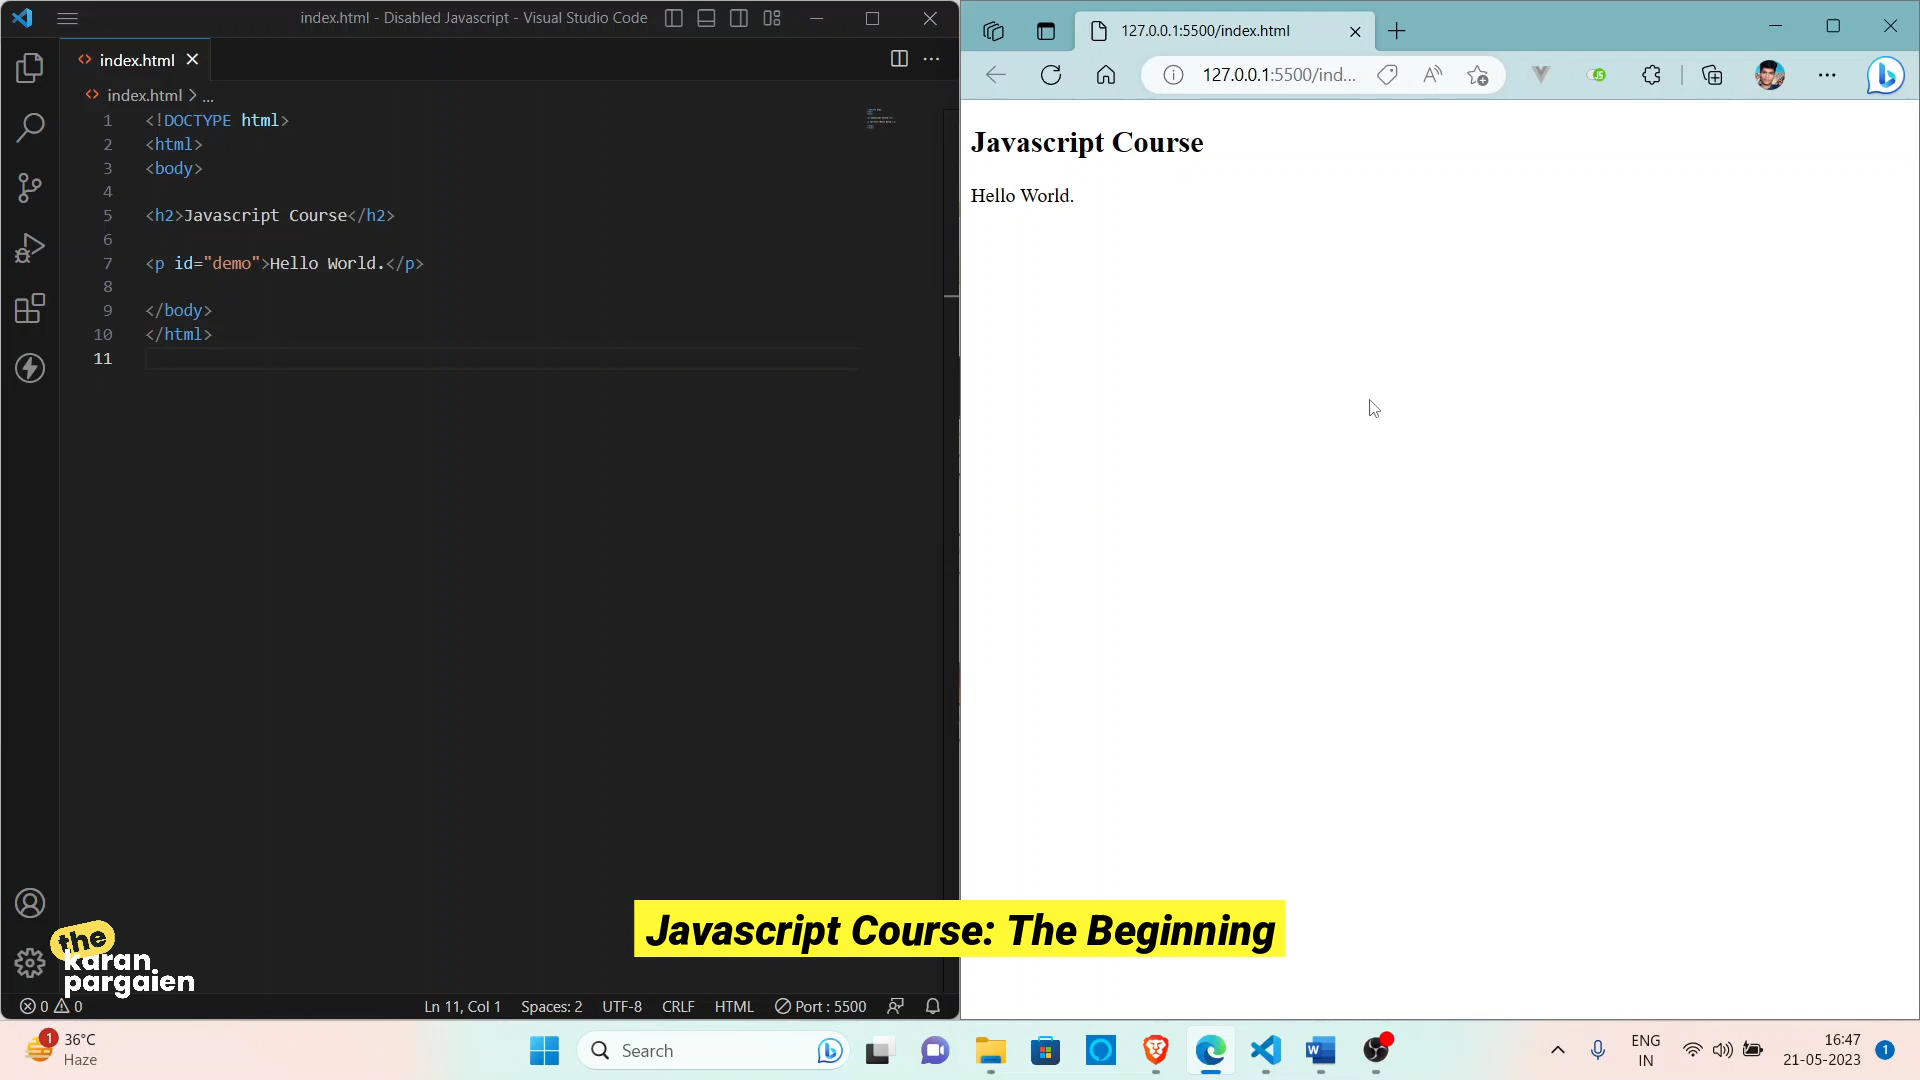 index.html - Disabled Javascript - Visual Studio Code
index.html
index.html > ...
1 <!DOCTYPE html>
2 <html>
3 <body>
4
5 <h2>Javascript Course</h2>
6
7 <p id="demo">Hello World.</p>
8
9 </body>
10 </html>
11
127.0.0.1:5500/index.html
127.0.0.1:5500/ind...
Javascript Course
Hello World.
Javascript Course: The Beginning
the
karan
pargaien
0 0
Ln 11, Col 1
Spaces: 2
UTF-8
CRLF
HTML
Port : 5500
1
36°C
Haze
Search
ENG
IN
16:47
21-05-2023
1